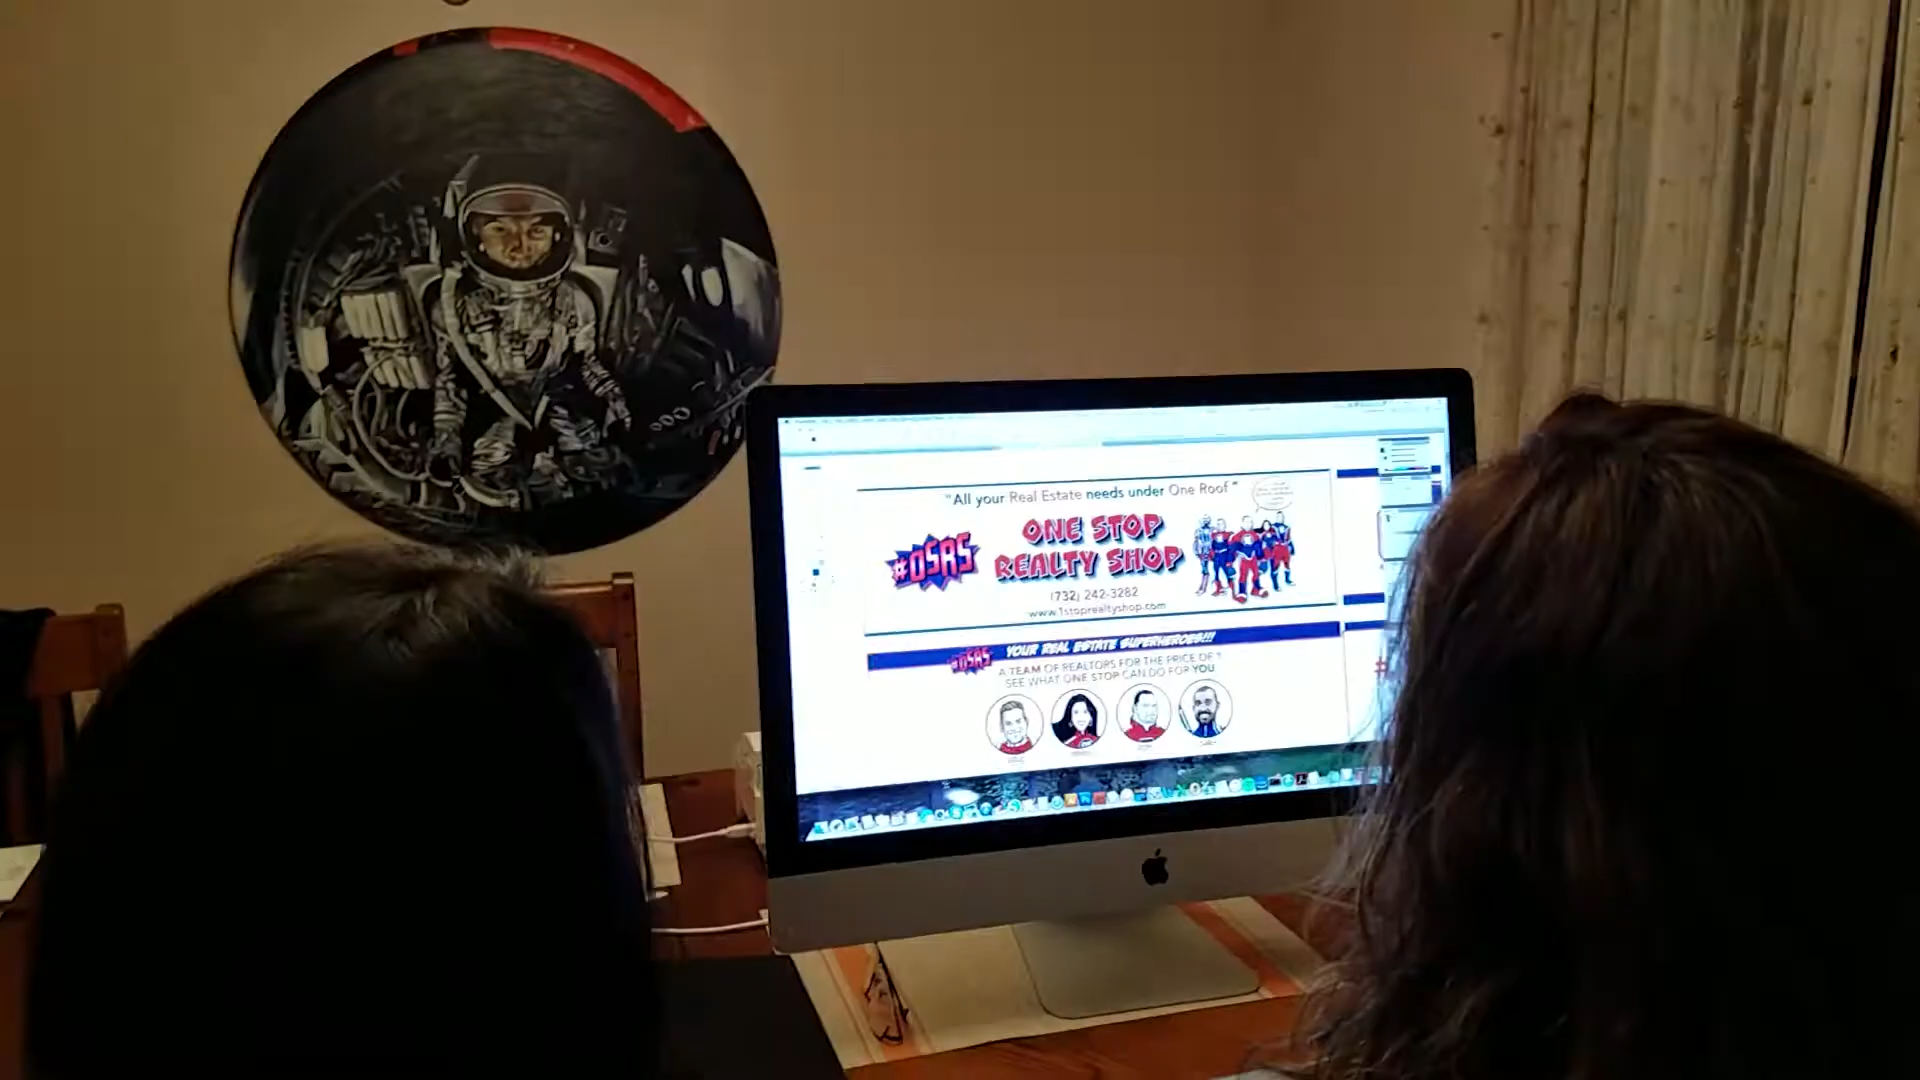 "All your Real Estate needs under One Roof"
#OSRS
ONE STOP
REALTY SHOP
(732) 242-3282
www.1stoprealtyshop.com
#OSRS
YOUR REAL ESTATE SUPERHEROES!!!
A TEAM OF REALTORS FOR THE PRICE OF
SEE WHAT ONE STOP CAN DO FOR YOU